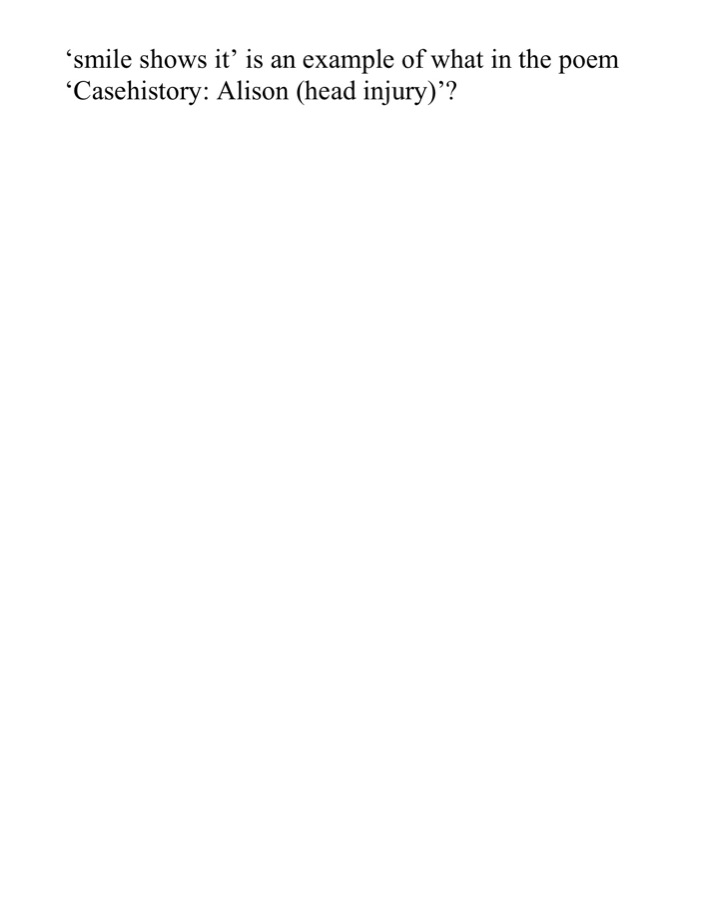 ‘smile shows it’ is an example of what in the poem
‘Casehistory: Alison (head injury)’?